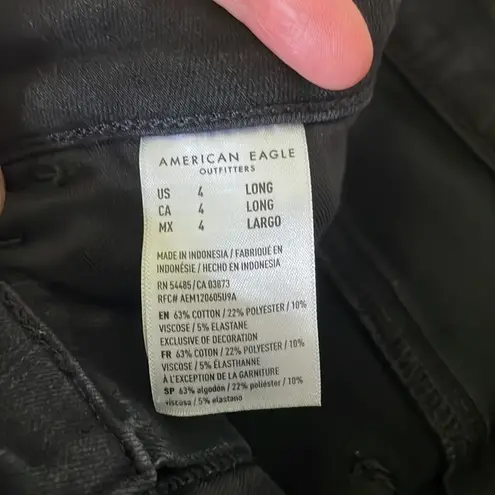 AMERICAN EAGLE
OUTFITTERS
US 4 LONG
CA 4 LONG
MX 4 LARGO
MADE IN INDONESIA / FABRIQUÉ EN
INDONÉSIE / HECHO EN INDONESIA
RN 54485 / CA 03873
RFC# AEM120605U9A
EN 63% COTTON / 22% POLYESTER / 10%
VISCOSE / 5% ELASTANE
EXCLUSIVE OF DECORATION
FR 63% COTON / 22% POLYESTER / 10%
VISCOSE / 5% ÉLASTHANNE
À L'EXCEPTION DE LA GARNITURE
SP 63% algodón / 22% poliéster / 10%
viscosa / 5% elastano